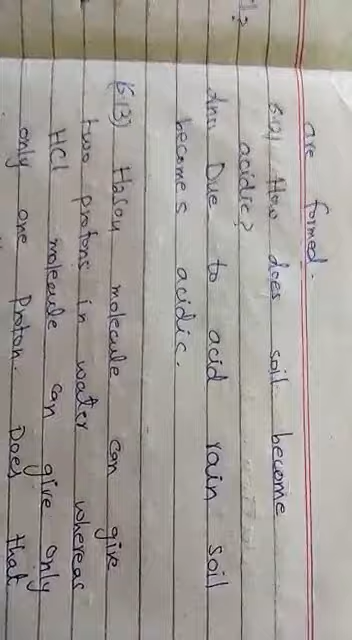 are formed.
5.12) How does soil become
acidic?
Ans Due to acid rain soil
becomes acidic.
(5.13) H2SO4 molecule can give
two protons in water whereas
HCl molecule can give only
only one Proton. Does that